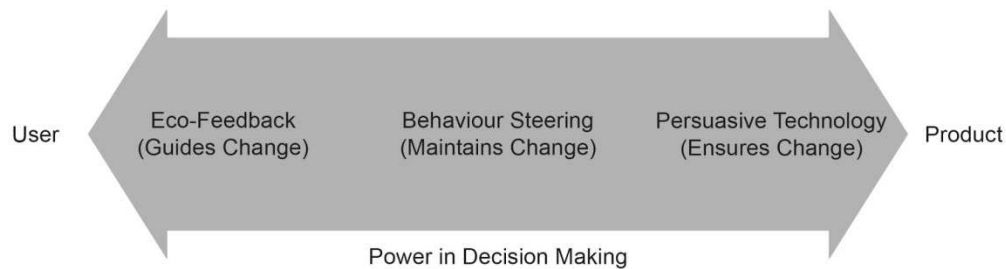 User
Eco-Feedback
(Guides Change)
Behaviour Steering
(Maintains Change)
Persuasive Technology
(Ensures Change)
Product
Power in Decision Making